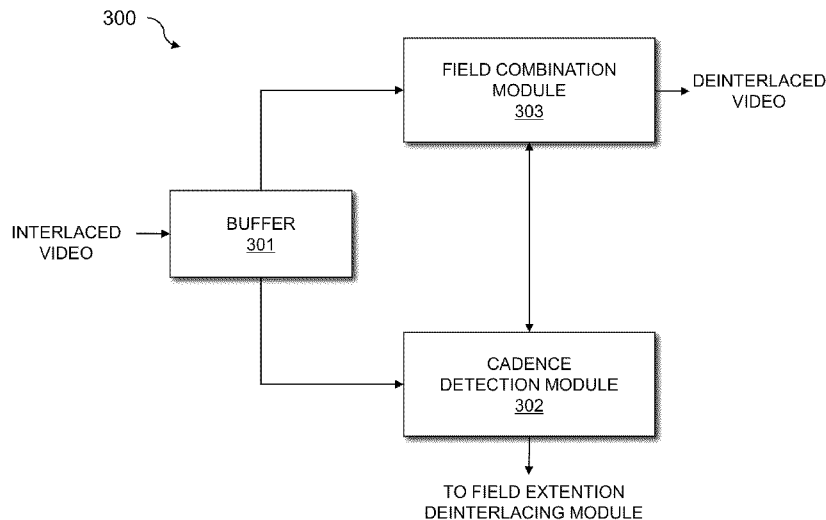 300
FIELD COMBINATION
MODULE
303
DEINTERLACED
VIDEO
BUFFER
301
INTERLACED
VIDEO
CADENCE
DETECTION MODULE
302
TO FIELD EXTENTION
DEINTERLACING MODULE